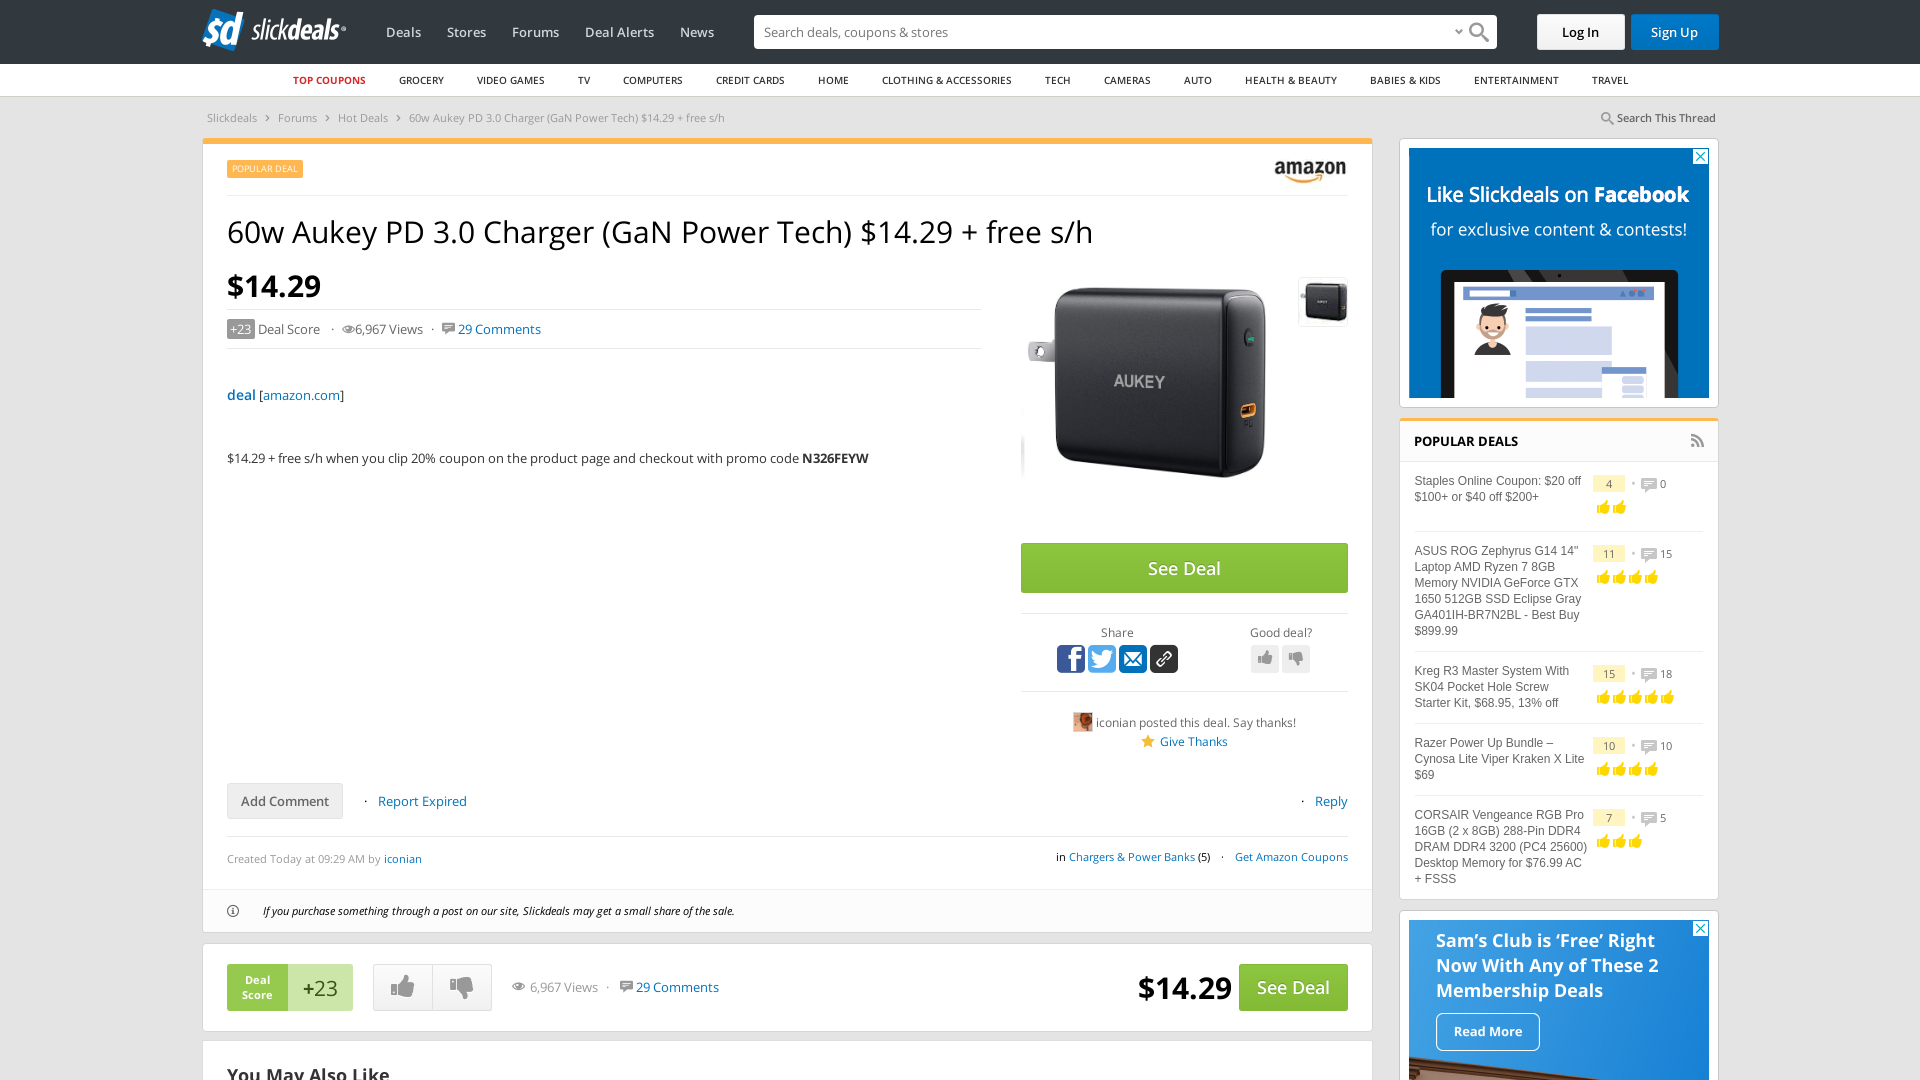 slickdeals
Deals Stores Forums Deal Alerts News
Search deals, coupons & stores
Log In Sign Up
TOP COUPONS GROCERY VIDEO GAMES TV COMPUTERS CREDIT CARDS HOME CLOTHING & ACCESSORIES TECH CAMERAS AUTO HEALTH & BEAUTY BABIES & KIDS ENTERTAINMENT TRAVEL
Slickdeals › Forums › Hot Deals › 60w Aukey PD 3.0 Charger (GaN Power Tech) $14.29 + free s/h
Search This Thread
POPULAR DEAL
amazon
60w Aukey PD 3.0 Charger (GaN Power Tech) $14.29 + free s/h
$14.29
+23 Deal Score · 6,967 Views · 29 Comments
deal [amazon.com]
$14.29 + free s/h when you clip 20% coupon on the product page and checkout with promo code N326FEYW
AUKEY
See Deal
Share
Good deal?
iconian posted this deal. Say thanks!
Give Thanks
Add Comment · Report Expired
· Reply
Created Today at 09:29 AM by iconian
in Chargers & Power Banks (5) · Get Amazon Coupons
If you purchase something through a post on our site, Slickdeals may get a small share of the sale.
Deal
Score
+23
6,967 Views · 29 Comments
$14.29 See Deal
You May Also Like
Like Slickdeals on Facebook
for exclusive content & contests!
POPULAR DEALS
Staples Online Coupon: $20 off
$100+ or $40 off $200+
4 • 0
ASUS ROG Zephyrus G14 14"
Laptop AMD Ryzen 7 8GB
Memory NVIDIA GeForce GTX
1650 512GB SSD Eclipse Gray
GA401IH-BR7N2BL - Best Buy
$899.99
11 • 15
Kreg R3 Master System With
SK04 Pocket Hole Screw
Starter Kit, $68.95, 13% off
15 • 18
Razer Power Up Bundle –
Cynosa Lite Viper Kraken X Lite
$69
10 • 10
CORSAIR Vengeance RGB Pro
16GB (2 x 8GB) 288-Pin DDR4
DRAM DDR4 3200 (PC4 25600)
Desktop Memory for $76.99 AC
+ FSSS
7 • 5
Sam's Club is ‘Free’ Right
Now With Any of These 2
Membership Deals
Read More